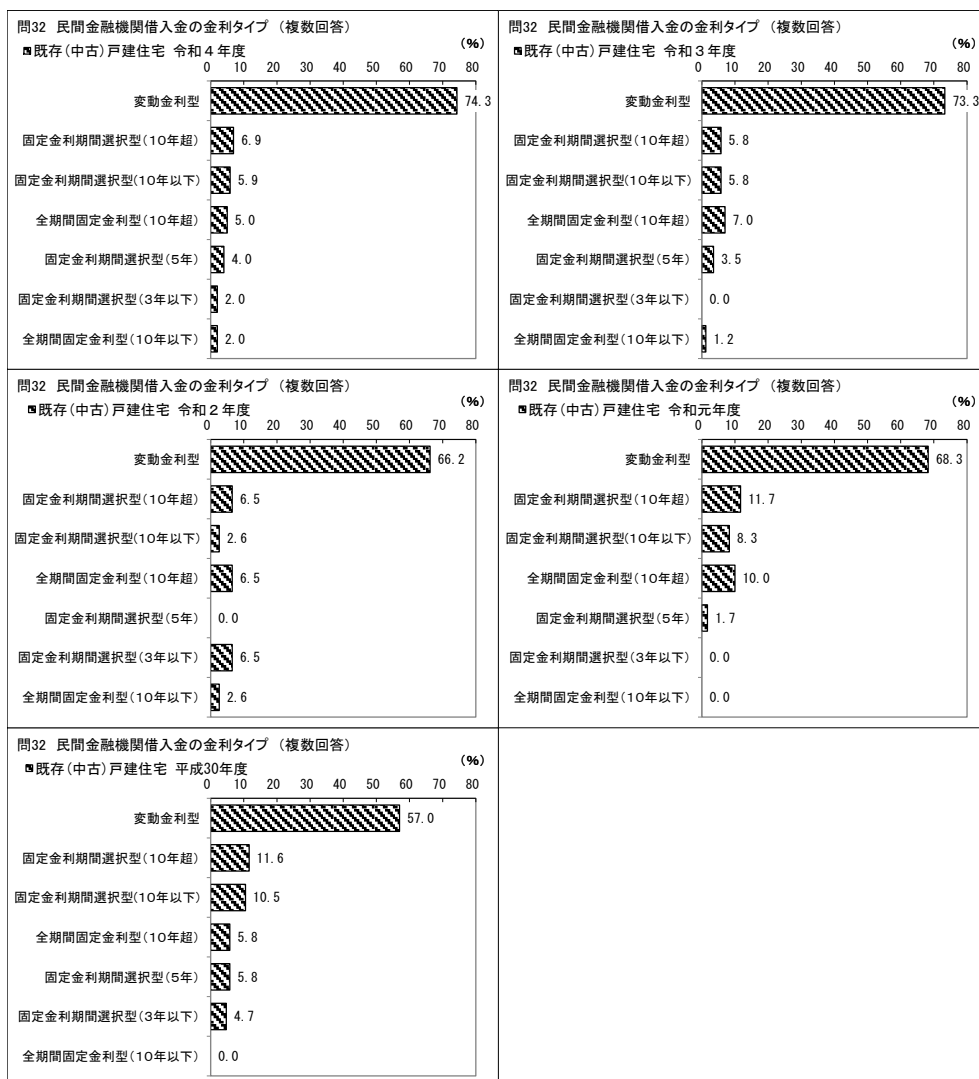 問32 民間金融機関借入金の金利タイプ (複数回答)
(%)
■既存(中古)戸建住宅 令和４年度
0 10 20 30 40 50 60 70 80
変動金利型 74.3
固定金利期間選択型(10年超) 6.9
固定金利期間選択型(10年以下) 5.9
全期間固定金利型(10年超) 5.0
固定金利期間選択型(5年) 4.0
固定金利期間選択型(3年以下) 2.0
全期間固定金利型(10年以下) 2.0
問32 民間金融機関借入金の金利タイプ (複数回答)
(%)
■既存(中古)戸建住宅 令和３年度
0 10 20 30 40 50 60 70 80
変動金利型 73.3
固定金利期間選択型(10年超) 5.8
固定金利期間選択型(10年以下) 5.8
全期間固定金利型(10年超) 7.0
固定金利期間選択型(5年) 3.5
固定金利期間選択型(3年以下) 0.0
全期間固定金利型(10年以下) 1.2
問32 民間金融機関借入金の金利タイプ (複数回答)
(%)
■既存(中古)戸建住宅 令和２年度
0 10 20 30 40 50 60 70 80
変動金利型 66.2
固定金利期間選択型(10年超) 6.5
固定金利期間選択型(10年以下) 2.6
全期間固定金利型(10年超) 6.5
固定金利期間選択型(5年) 0.0
固定金利期間選択型(3年以下) 6.5
全期間固定金利型(10年以下) 2.6
問32 民間金融機関借入金の金利タイプ (複数回答)
(%)
■既存(中古)戸建住宅 令和元年度
0 10 20 30 40 50 60 70 80
変動金利型 68.3
固定金利期間選択型(10年超) 11.7
固定金利期間選択型(10年以下) 8.3
全期間固定金利型(10年超) 10.0
固定金利期間選択型(5年) 1.7
固定金利期間選択型(3年以下) 0.0
全期間固定金利型(10年以下) 0.0
問32 民間金融機関借入金の金利タイプ (複数回答)
(%)
■既存(中古)戸建住宅 平成30年度
0 10 20 30 40 50 60 70 80
変動金利型 57.0
固定金利期間選択型(10年超) 11.6
固定金利期間選択型(10年以下) 10.5
全期間固定金利型(10年超) 5.8
固定金利期間選択型(5年) 5.8
固定金利期間選択型(3年以下) 4.7
全期間固定金利型(10年以下) 0.0